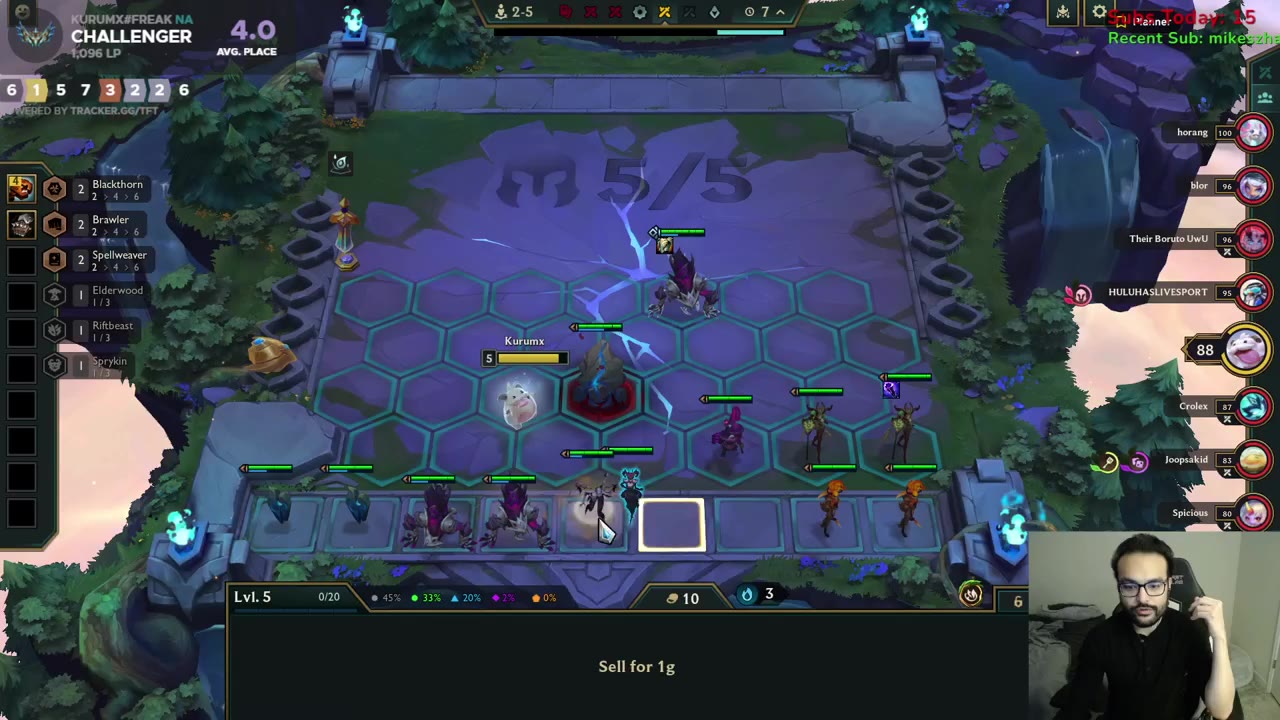 KURUMX#FREAK NA
CHALLENGER
1,096 LP
4.0
AVG. PLACE
6 1 5 7 3 2 2 6
POWERED BY TRACKER.GG/TFT
2-5
7
Planner
Subs Today: 15
Recent Sub: mikeszha
5/5
4
2 Blackthorn
2 > 4 > 6
2 Brawler
2 > 4 > 6
2 Spellweaver
2 > 4 > 6
1 Elderwood
1 / 3
1 Riftbeast
1 / 3
1 Sprykin
1 / 3
Kurumx
5
horang 100
blor 96
Their Boruto UwU 96
HULUHASLIVESPORT 95
88
Crolex 87
Joopsakid 83
Spicious 80
Lvl. 5
0/20
45% 33% 20% 2% 0%
10
3
6
Sell for 1g